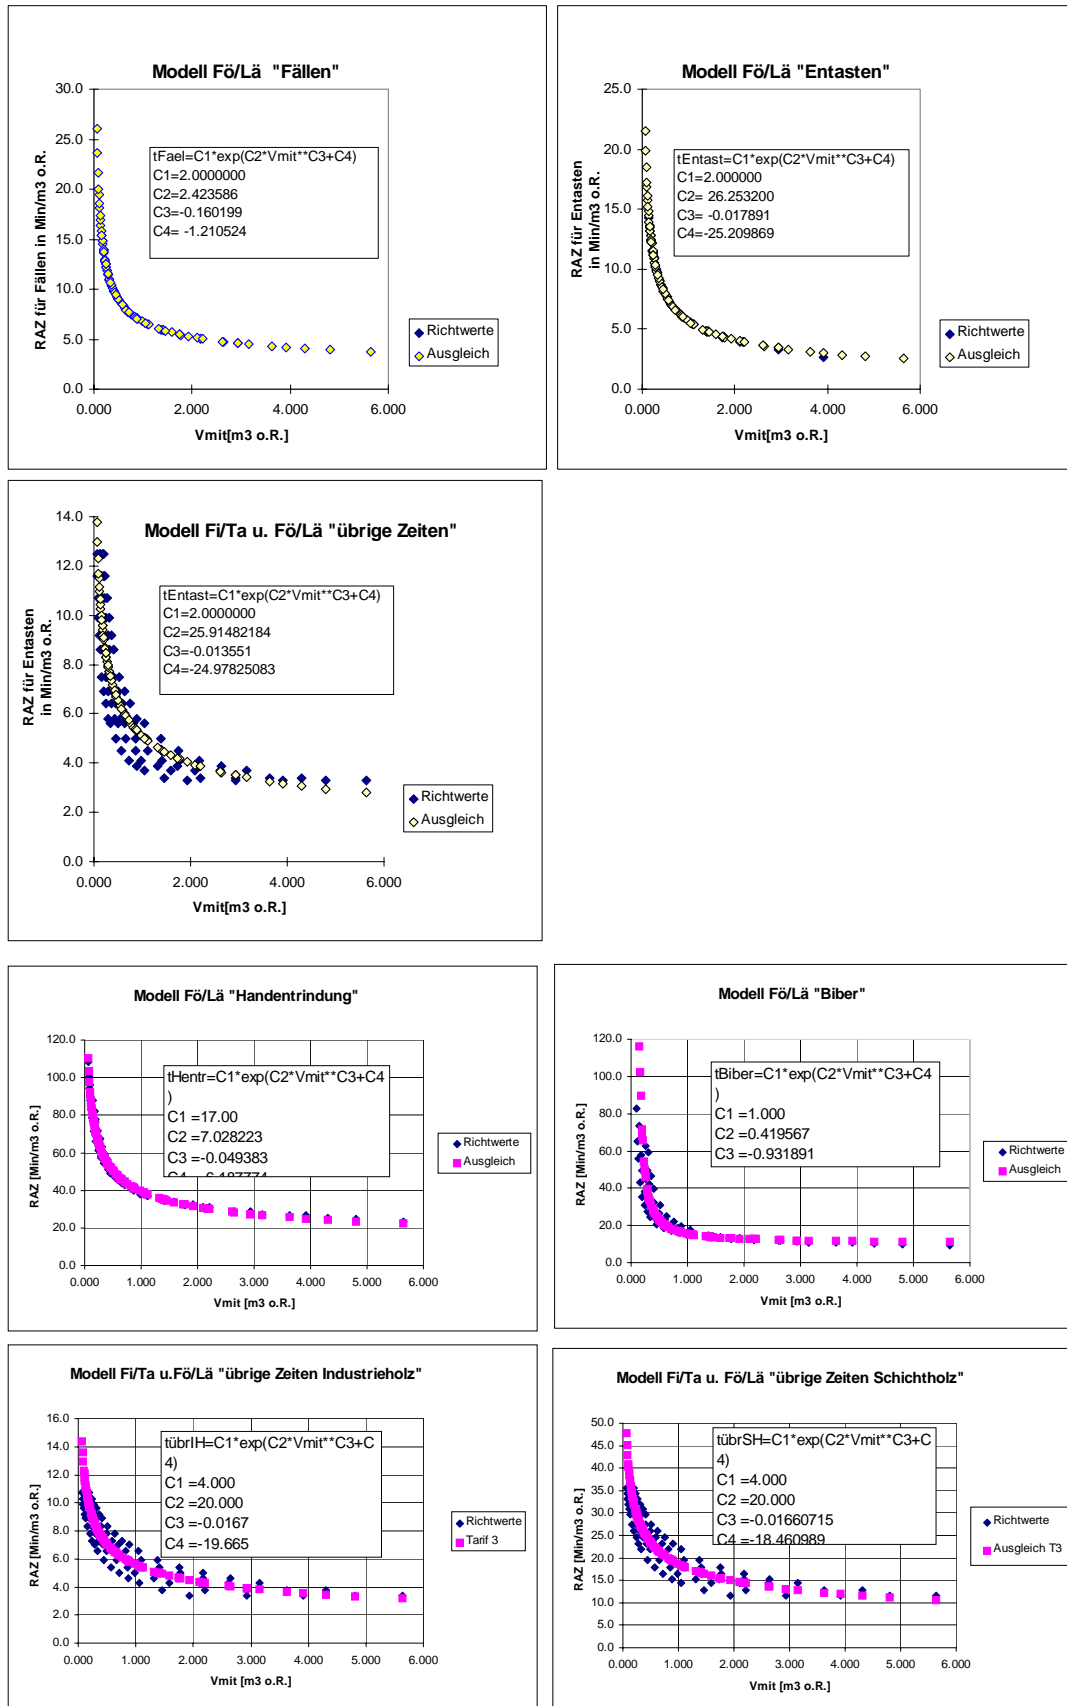 Modell Fö/Lä "Fällen"
RAZ für Fällen in Min/m3 o.R.
30.0
25.0
20.0
15.0
10.0
5.0
0.0
tFael=C1*exp(C2*Vmit**C3+C4)
C1=2.0000000
C2=2.423586
C3=-0.160199
C4= -1.210524
Richtwerte
Ausgleich
0.000 2.000 4.000 6.000
Vmit[m3 o.R.]
Modell Fö/Lä "Entasten"
RAZ für Entasten
in Min/m3 o.R.
25.0
20.0
15.0
10.0
5.0
0.0
tEntast=C1*exp(C2*Vmit**C3+C4)
C1=2.000000
C2= 26.253200
C3=-0.017891
C4=-25.209869
Richtwerte
Ausgleich
0.000 2.000 4.000 6.000
Vmit[m3 o.R.]
Modell Fi/Ta u. Fö/Lä "übrige Zeiten"
RAZ für Entasten
in Min/m3 o.R.
14.0
12.0
10.0
8.0
6.0
4.0
2.0
0.0
tEntast=C1*exp(C2*Vmit**C3+C4)
C1=2.0000000
C2=25.91482184
C3=-0.013551
C4=-24.97825083
Richtwerte
Ausgleich
0.000 2.000 4.000 6.000
Vmit[m3 o.R.]
Modell Fö/Lä "Handentrindung"
RAZ [Min/m3 o.R.]
120.0
100.0
80.0
60.0
40.0
20.0
0.0
tHentr=C1*exp(C2*Vmit**C3+C4
)
C1 =17.00
C2 =7.028223
C3 =-0.049383
C4 =-6.187774
Richtwerte
Ausgleich
0.000 1.000 2.000 3.000 4.000 5.000 6.000
Vmit [m3 o.R.]
Modell Fö/Lä "Biber"
RAZ [Min/m3 o.R.]
120.0
100.0
80.0
60.0
40.0
20.0
0.0
tBiber=C1*exp(C2*Vmit**C3+C4
)
C1 =1.000
C2 =0.419567
C3 =-0.931891
Richtwerte
Ausgleich
0.000 1.000 2.000 3.000 4.000 5.000 6.000
Vmit [m3 o.R.]
Modell Fi/Ta u.Fö/Lä "übrige Zeiten Industrieholz"
RAZ [Min/m3 o.R.]
16.0
14.0
12.0
10.0
8.0
6.0
4.0
2.0
0.0
tübrIH=C1*exp(C2*Vmit**C3+C
4)
C1 =4.000
C2 =20.000
C3 =-0.0167
C4 =-19.665
Richtwerte
Tarif 3
0.000 1.000 2.000 3.000 4.000 5.000 6.000
Vmit [m3 o.R.]
Modell Fi/Ta u. Fö/Lä "übrige Zeiten Schichtholz"
RAZ [Min/m3 o.R.]
50.0
45.0
40.0
35.0
30.0
25.0
20.0
15.0
10.0
5.0
0.0
tübrSH=C1*exp(C2*Vmit**C3+C
4)
C1 =4.000
C2 =20.000
C3 =-0.01660715
C4 =-18.460989
Richtwerte
Ausgleich T3
0.000 1.000 2.000 3.000 4.000 5.000 6.000
Vmit [m3 o.R.]